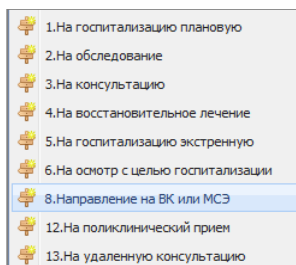 1.На госпитализацию плановую
2.На обследование
3.На консультацию
4.На восстановительное лечение
5.На госпитализацию экстренную
6.На осмотр с целью госпитализации
8.Направление на ВК или МСЭ
12.На поликлинический прием
13.На удаленную консультацию